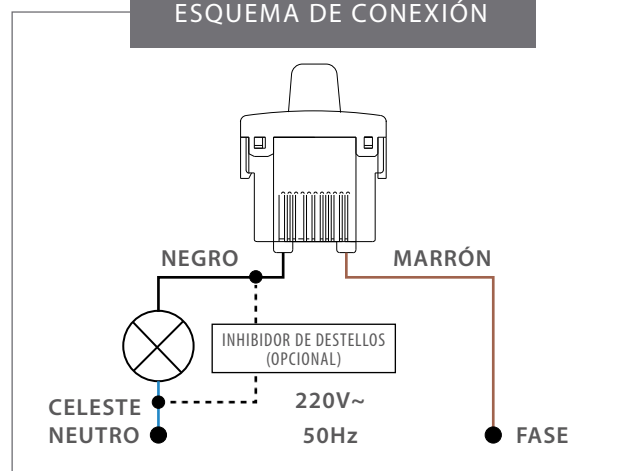 ESQUEMA DE CONEXIÓN
NEGRO
MARRÓN
INHIBIDOR DE DESTELLOS
(OPCIONAL)
CELESTE
220V~
NEUTRO
50Hz
FASE